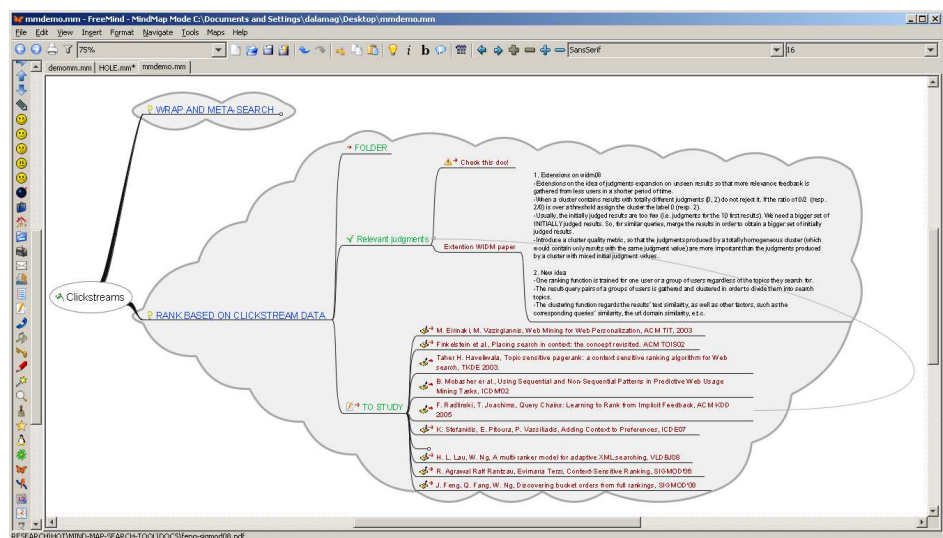 mmdemo.mm - FreeMind - MindMap Mode C:\Documents and Settings\dalamag\Desktop\mmdemo.mm
File Edit View Insert Format Navigate Tools Maps Help
75%
SansSerif
16
demomm.mm
HOLE.mm*
mmdemo.mm
WRAP AND META-SEARCH
FOLDER
Check this doc!
1. Extensions on widm08
-Extensions on the idea of judgments expansion on unseen results so that more relevance feedback is
gathered from less users in a shorter period of time.
-When a cluster contains results with totally different judgments (0, 2) do not reject it. If the ratio of 0/2 (resp.
2/0) is over a threshold assign the cluster the label 0 (resp. 2).
-Usually, the initially judged results are too few (i.e. judgments for the 10 first results). We need a bigger set of
INITIALLY judged results. So, for similar queries, merge the results in order to obtain a bigger set of initially
judged results.
-Introduce a cluster quality metric, so that the judgments produced by a totally homogeneous cluster (which
would contain only results with the same judgment value) are more important than the judgments produced
by a cluster with mixed initial judgment values.
2. New idea
-One ranking function is trained for one user or a group of users regardless of the topics they search for.
-The result-query pairs of a groups of users is gathered and clustered in order to divide them into search
topics.
-The clustering function regards the results' text similarity, as well as other factors, such as the
corresponding queries' similarity, the url domain similarity, e.t.c.
Relevant judgments
Extention WIDM paper
Clickstreams
RANK BASED ON CLICKSTREAM DATA
TO STUDY
M. Eirinaki, M. Vazirgiannis, Web Mining for Web Personalization, ACM TIT, 2003
Finkelstein et al., Placing search in context: the concept revisited. ACM TOIS02
Taher H. Haveliwala, Topic sensitive pagerank: a context sensitive ranking algorithm for Web
search, TKDE 2003.
B. Mobasher er al., Using Sequential and Non-Sequential Patterns in Predictive Web Usage
Mining Tasks, ICDM'02
F. Radlinski, T. Joachims, Query Chains: Learning to Rank from Implicit Feedback, ACM-KDD
2005
K. Stefanidis, E. Pitoura, P. Vassiliadis, Adding Context to Preferences, ICDE07
H. L. Lau, W. Ng, A multi-ranker model for adaptive XML searching, VLDBJ08
R. Agrawal Ralf Rantzau, Evimaria Terzi, Context-Sensitive Ranking, SIGMOD'06
J. Feng, Q. Fang, W. Ng, Discovering bucket orders from full rankings, SIGMOD'08
RESEARCH\HOT\MIND-MAP-SEARCH-TOOL\DOCS\feng-sigmod08.pdf